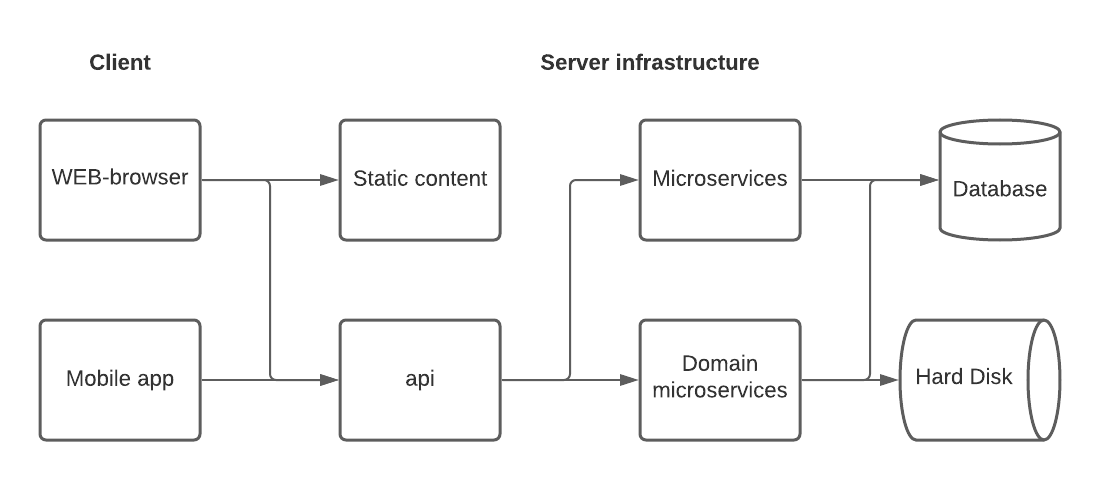 Client
Server infrastructure
WEB-browser
Static content
Microservices
Database
Mobile app
api
Domain
microservices
Hard Disk